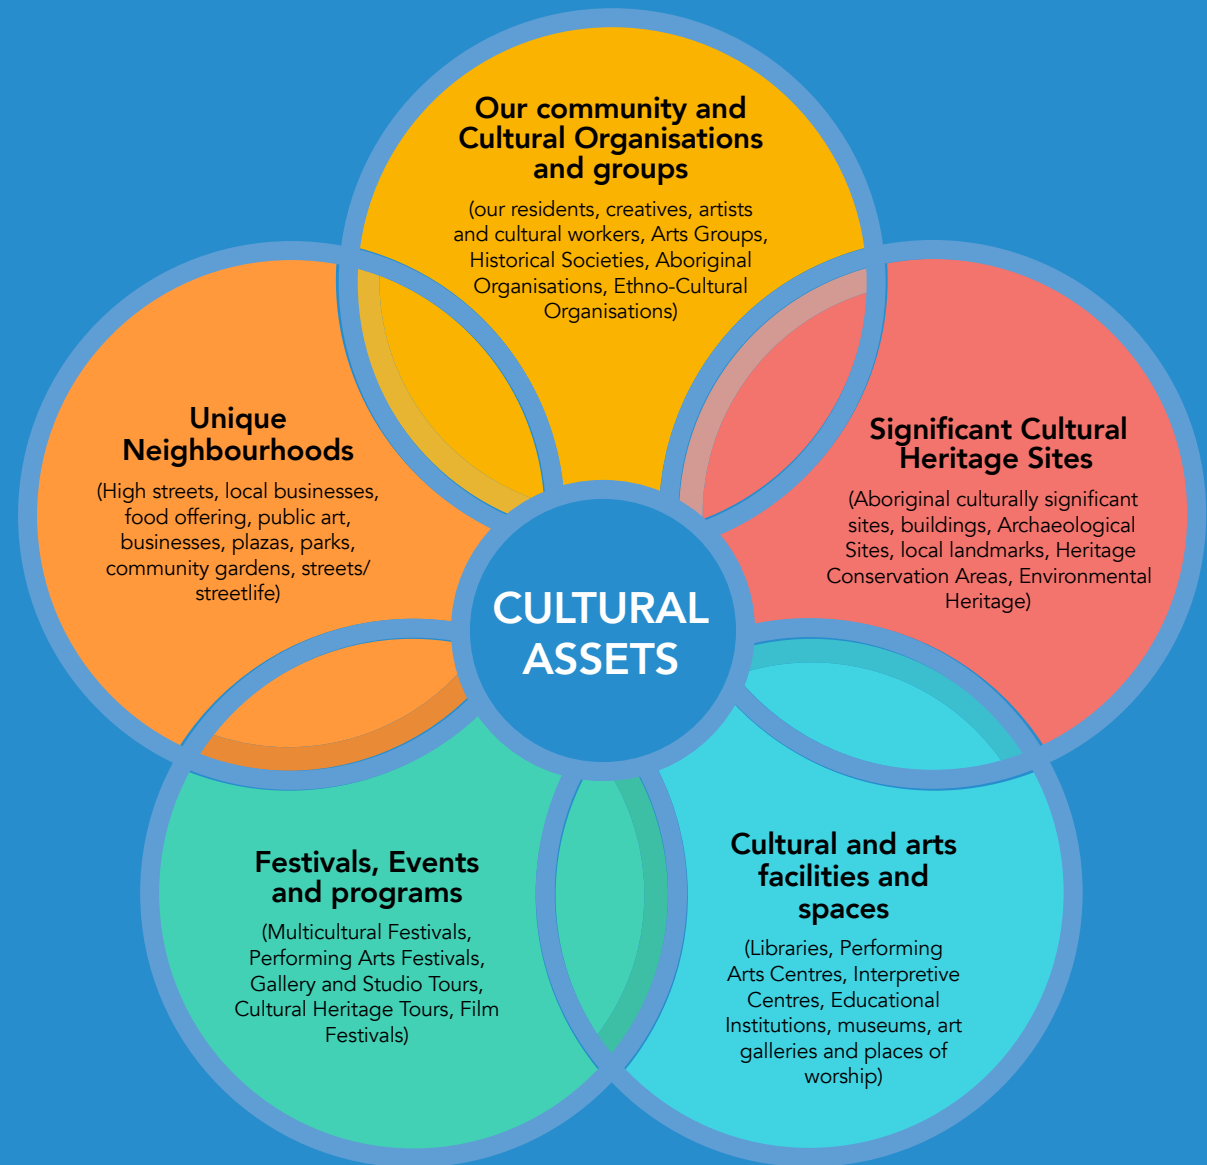 Our community and
Cultural Organisations
and groups
(our residents, creatives, artists
and cultural workers, Arts Groups,
Historical Societies, Aboriginal
Organisations, Ethno-Cultural
Organisations)
Unique
Neighbourhoods
(High streets, local businesses,
food offering, public art,
businesses, plazas, parks,
community gardens, streets/
streetlife)
Significant Cultural
Heritage Sites
(Aboriginal culturally significant
sites, buildings, Archaeological
Sites, local landmarks, Heritage
Conservation Areas, Environmental
Heritage)
CULTURAL
ASSETS
Festivals, Events
and programs
(Multicultural Festivals,
Performing Arts Festivals,
Gallery and Studio Tours,
Cultural Heritage Tours, Film
Festivals)
Cultural and arts
facilities and
spaces
(Libraries, Performing
Arts Centres, Interpretive
Centres, Educational
Institutions, museums, art
galleries and places of
worship)